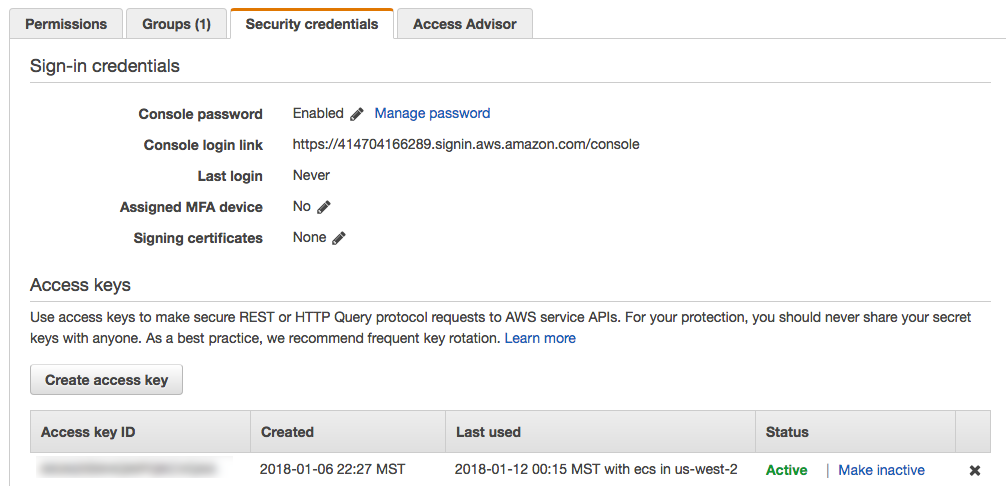 Permissions Groups (1) Security credentials Access Advisor
Sign-in credentials
Console password Enabled Manage password
Console login link https://414704166289.signin.aws.amazon.com/console
Last login Never
Assigned MFA device No
Signing certificates None
Access keys
Use access keys to make secure REST or HTTP Query protocol requests to AWS service APIs. For your protection, you should never share your secret
keys with anyone. As a best practice, we recommend frequent key rotation. Learn more
Create access key
Access key ID Created Last used Status
2018-01-06 22:27 MST 2018-01-12 00:15 MST with ecs in us-west-2 Active | Make inactive